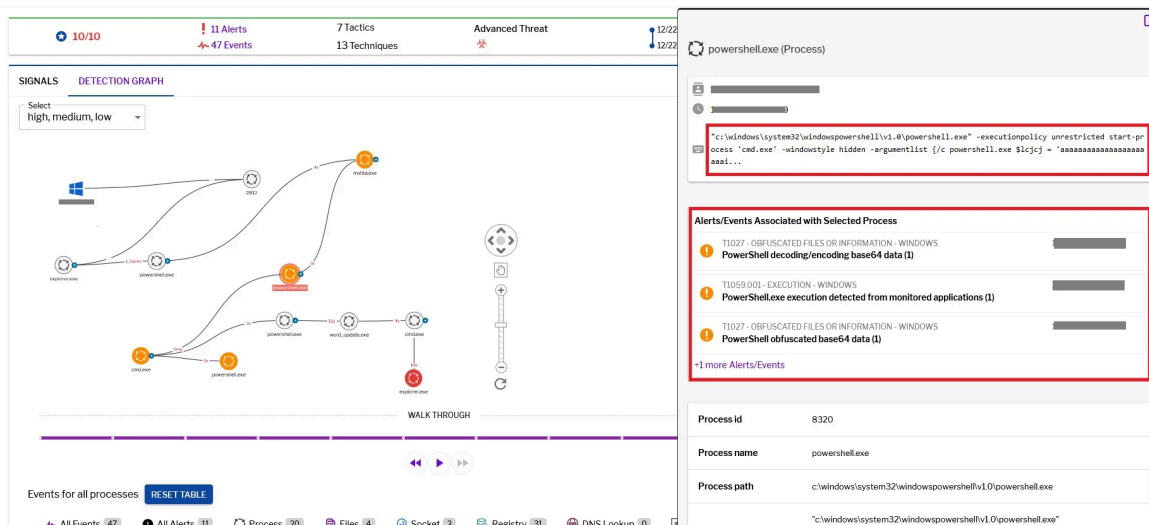 10/10
11 Alerts
47 Events
7 Tactics
13 Techniques
Advanced Threat
12/22
12/22
SIGNALS
DETECTION GRAPH
Select
high, medium, low
mshta.exe
2812
explorer.exe
powershell.exe
powershell.exe
powershell.exe
word_update.exe
cmd.exe
cmd.exe
powershell.exe
explorer.exe
WALK THROUGH
Events for all processes
RESET TABLE
All Events 47
All Alerts 11
Process 20
Files 4
Socket 2
Registry 31
DNS Lookup 0
powershell.exe (Process)
"c:\windows\system32\windowspowershell\v1.0\powershell.exe" -executionpolicy unrestricted start-pr
ocess 'cmd.exe' -windowstyle hidden -argumentlist {/c powershell.exe $lcjcj = 'aaaaaaaaaaaaaaaaaaa
aaai...
Alerts/Events Associated with Selected Process
T1027 - OBFUSCATED FILES OR INFORMATION - WINDOWS
PowerShell decoding/encoding base64 data (1)
T1059.001 - EXECUTION - WINDOWS
PowerShell.exe execution detected from monitored applications (1)
T1027 - OBFUSCATED FILES OR INFORMATION - WINDOWS
PowerShell obfuscated base64 data (1)
+1 more Alerts/Events
Process id
8320
Process name
powershell.exe
Process path
c:\windows\system32\windowspowershell\v1.0\powershell.exe
"c:\windows\system32\windowspowershell\v1.0\powershell.exe"